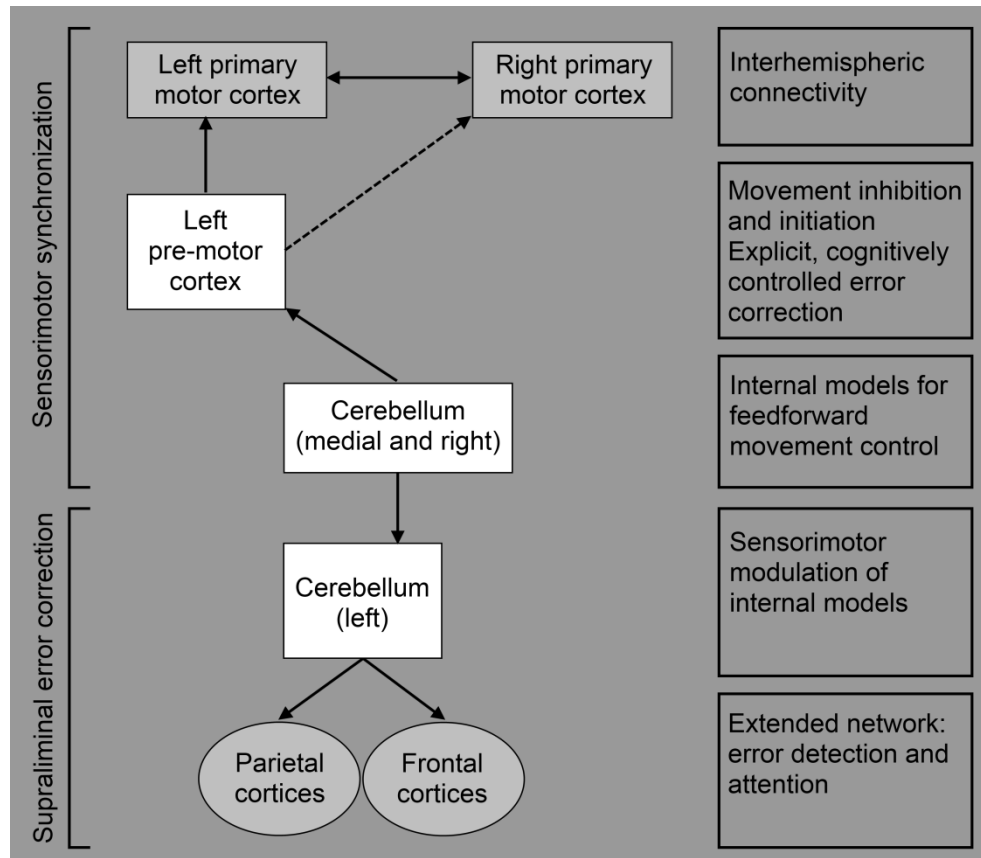 Sensorimotor synchronization
Left primary
motor cortex
Right primary
motor cortex
Interhemispheric
connectivity
Left
pre-motor
cortex
Movement inhibition
and initiation
Explicit, cognitively
controlled error
correction
Cerebellum
(medial and right)
Internal models for
feedforward
movement control
Supraliminal error correction
Cerebellum
(left)
Sensorimotor
modulation of
internal models
Parietal
cortices
Frontal
cortices
Extended network:
error detection and
attention